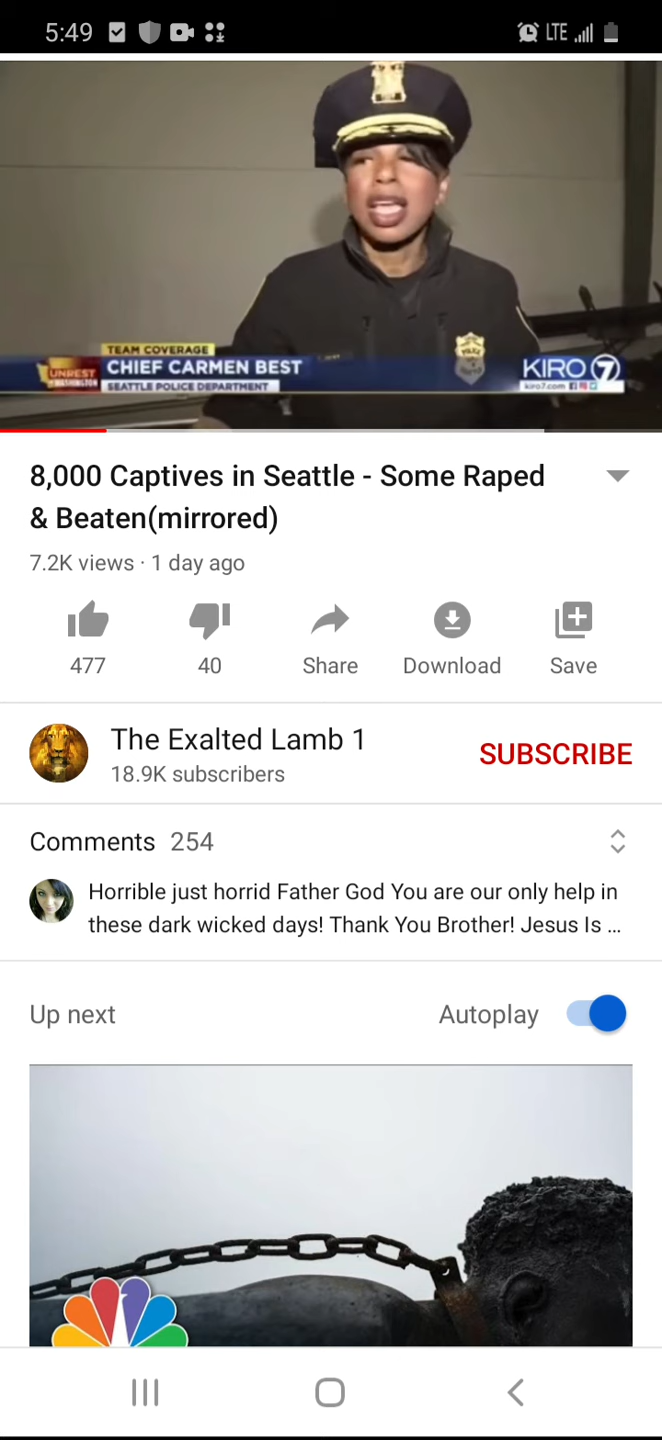 5:49 LTE
TEAM COVERAGE
UNREST
WASHINGTON
CHIEF CARMEN BEST
SEATTLE POLICE DEPARTMENT
KIRO 7
kiro7.com
POLICE
8,000 Captives in Seattle - Some Raped
& Beaten(mirrored)
7.2K views · 1 day ago
477 40 Share Download Save
The Exalted Lamb 1
18.9K subscribers
SUBSCRIBE
Comments 254
Horrible just horrid Father God You are our only help in
these dark wicked days! Thank You Brother! Jesus Is ...
Up next Autoplay